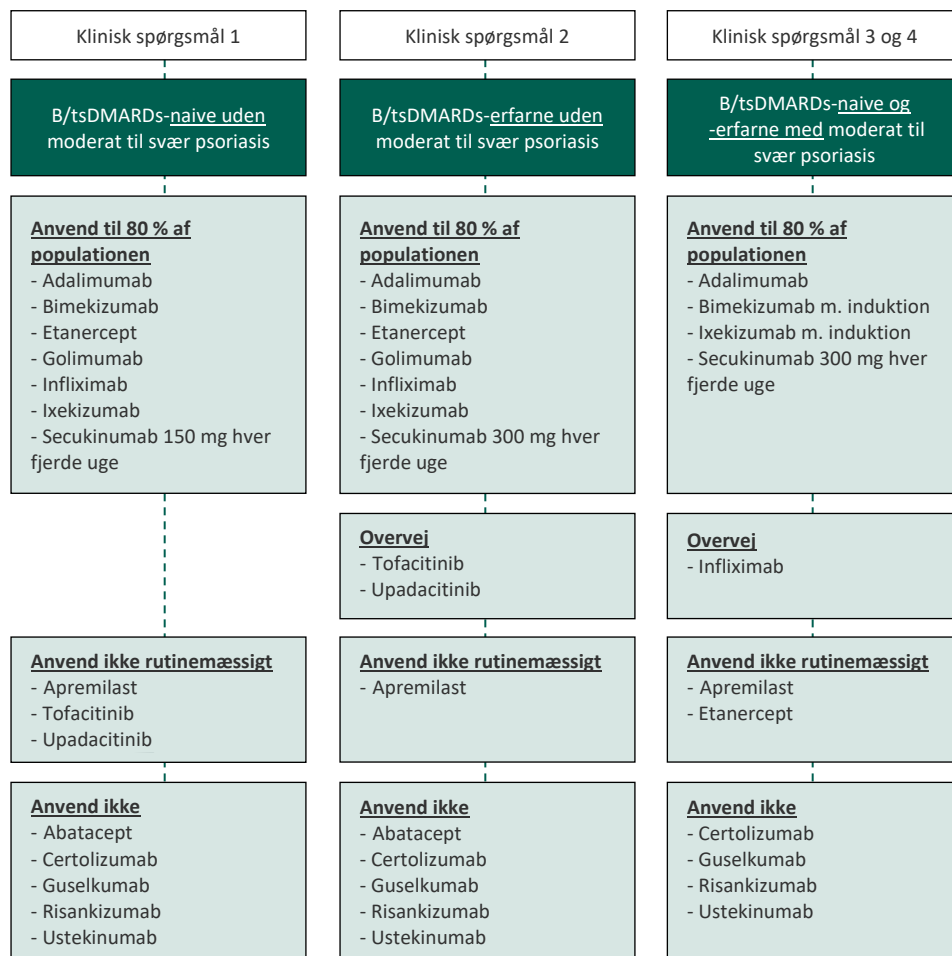 Klinisk spørgsmål 1
B/tsDMARDs-naive uden
moderat til svær psoriasis
Anvend til 80 % af
populationen
- Adalimumab
- Bimekizumab
- Etanercept
- Golimumab
- Infliximab
- Ixekizumab
- Secukinumab 150 mg hver
fjerde uge
Anvend ikke rutinemæssigt
- Apremilast
- Tofacitinib
- Upadacitinib
Anvend ikke
- Abatacept
- Certolizumab
- Guselkumab
- Risankizumab
- Ustekinumab
Klinisk spørgsmål 2
B/tsDMARDs-erfarne uden
moderat til svær psoriasis
Anvend til 80 % af
populationen
- Adalimumab
- Bimekizumab
- Etanercept
- Golimumab
- Infliximab
- Ixekizumab
- Secukinumab 300 mg hver
fjerde uge
Overvej
- Tofacitinib
- Upadacitinib
Anvend ikke rutinemæssigt
- Apremilast
Anvend ikke
- Abatacept
- Certolizumab
- Guselkumab
- Risankizumab
- Ustekinumab
Klinisk spørgsmål 3 og 4
B/tsDMARDs-naive og
-erfarne med moderat til
svær psoriasis
Anvend til 80 % af
populationen
- Adalimumab
- Bimekizumab m. induktion
- Ixekizumab m. induktion
- Secukinumab 300 mg hver
fjerde uge
Overvej
- Infliximab
Anvend ikke rutinemæssigt
- Apremilast
- Etanercept
Anvend ikke
- Certolizumab
- Guselkumab
- Risankizumab
- Ustekinumab